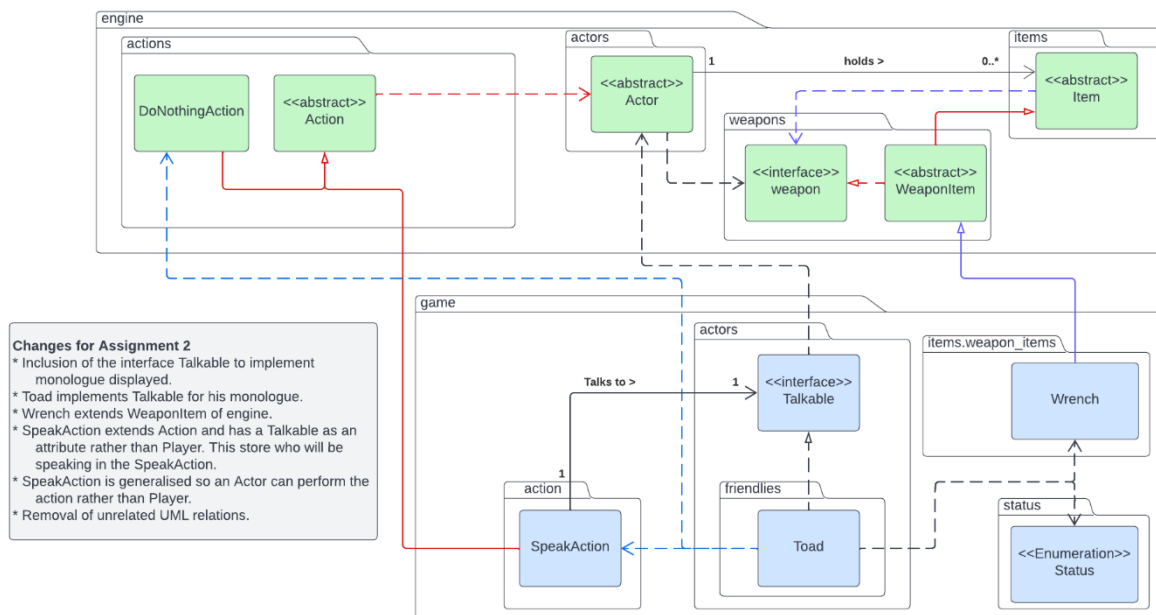 engine
actions
actors
items
DoNothingAction
<<abstract>>
Action
<<abstract>>
Actor
1
holds >
0..*
<<abstract>>
Item
weapons
<<interface>>
weapon
<<abstract>>
WeaponItem
game
Changes for Assignment 2
* Inclusion of the interface Talkable to implement
monologue displayed.
* Toad implements Talkable for his monologue.
* Wrench extends WeaponItem of engine.
* SpeakAction extends Action and has a Talkable as an
attribute rather than Player. This store who will be
speaking in the SpeakAction.
* SpeakAction is generalised so an Actor can perform the
action rather than Player.
* Removal of unrelated UML relations.
actors
items.weapon_items
Talks to >
1
<<interface>>
Talkable
Wrench
1
action
friendlies
status
SpeakAction
Toad
<<Enumeration>>
Status